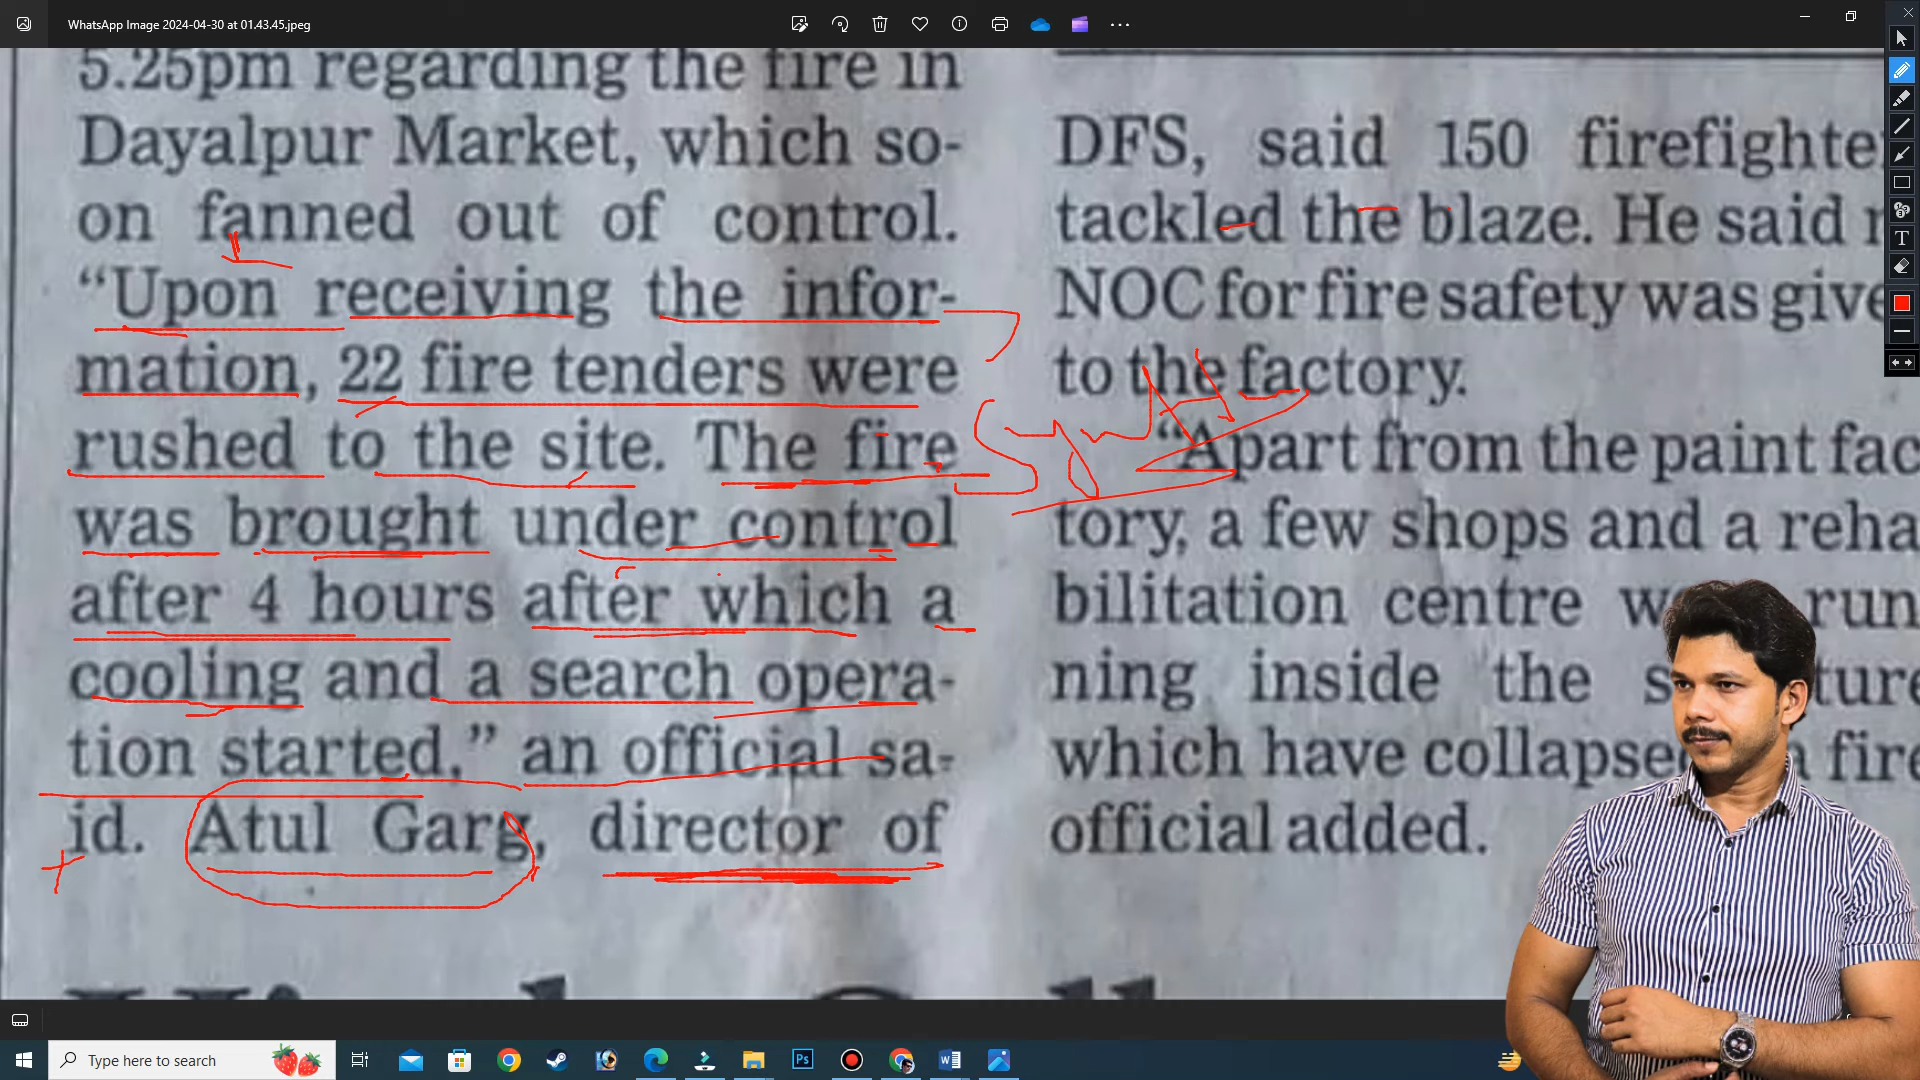 WhatsApp Image 2024-04-30 at 01.43.45.jpeg
5.25pm regarding the fire in
Dayalpur Market, which so-
on fanned out of control.
“Upon receiving the infor-
mation, 22 fire tenders were
rushed to the site. The fire
was brought under control
after 4 hours after which a
cooling and a search opera-
tion started,” an official sa-
id. Atul Garg, director of
DFS, said 150 firefighte
tackled the blaze. He said
NOC for fire safety was give
to the factory.
“Apart from the paint fac
tory, a few shops and a reha
bilitation centre run
ning inside the
which have collapsed fire
official added.
Type here to search